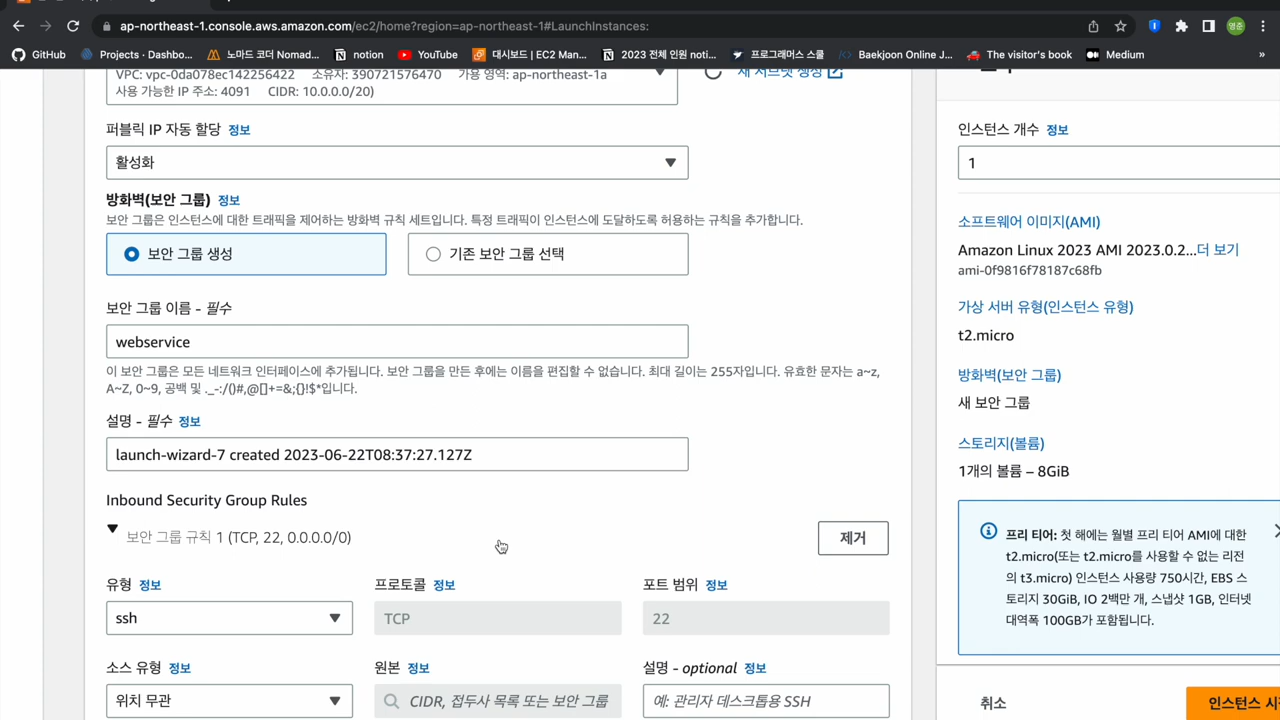 ap-northeast-1.console.aws.amazon.com/ec2/home?region=ap-northeast-1#LaunchInstances:
영준
GitHub
Projects · Dashbo...
노마드 코더 Nomad...
notion
YouTube
대시보드 | EC2 Man...
2023 전체 인원 noti...
프로그래머스 스쿨
Baekjoon Online J...
The visitor's book
Medium
»
VPC: vpc-0da078ec142256422 소유자: 390721576470 가용 영역: ap-northeast-1a
사용 가능한 IP 주소: 4091 CIDR: 10.0.0.0/20)
새 서브넷 생성
퍼블릭 IP 자동 할당 정보
활성화
방화벽(보안 그룹) 정보
보안 그룹은 인스턴스에 대한 트래픽을 제어하는 방화벽 규칙 세트입니다. 특정 트래픽이 인스턴스에 도달하도록 허용하는 규칙을 추가합니다.
보안 그룹 생성
기존 보안 그룹 선택
보안 그룹 이름 - 필수
webservice
이 보안 그룹은 모든 네트워크 인터페이스에 추가됩니다. 보안 그룹을 만든 후에는 이름을 편집할 수 없습니다. 최대 길이는 255자입니다. 유효한 문자는 a~z,
A~Z, 0~9, 공백 및 ._-:/()#,@[]+=&;{}!$*입니다.
설명 - 필수 정보
launch-wizard-7 created 2023-06-22T08:37:27.127Z
Inbound Security Group Rules
보안 그룹 규칙 1 (TCP, 22, 0.0.0.0/0)
제거
유형 정보
프로토콜 정보
포트 범위 정보
ssh
TCP
22
소스 유형 정보
원본 정보
설명 - optional 정보
위치 무관
CIDR, 접두사 목록 또는 보안 그룹
예: 관리자 데스크톱용 SSH
인스턴스 개수 정보
1
소프트웨어 이미지(AMI)
Amazon Linux 2023 AMI 2023.0.2...더 보기
ami-0f9816f78187c68fb
가상 서버 유형(인스턴스 유형)
t2.micro
방화벽(보안 그룹)
새 보안 그룹
스토리지(볼륨)
1개의 볼륨 – 8GiB
프리 티어: 첫 해에는 월별 프리 티어 AMI에 대한
t2.micro(또는 t2.micro를 사용할 수 없는 리전
의 t3.micro) 인스턴스 사용량 750시간, EBS 스
토리지 30GiB, IO 2백만 개, 스냅샷 1GB, 인터넷
대역폭 100GB가 포함됩니다.
취소
인스턴스 시